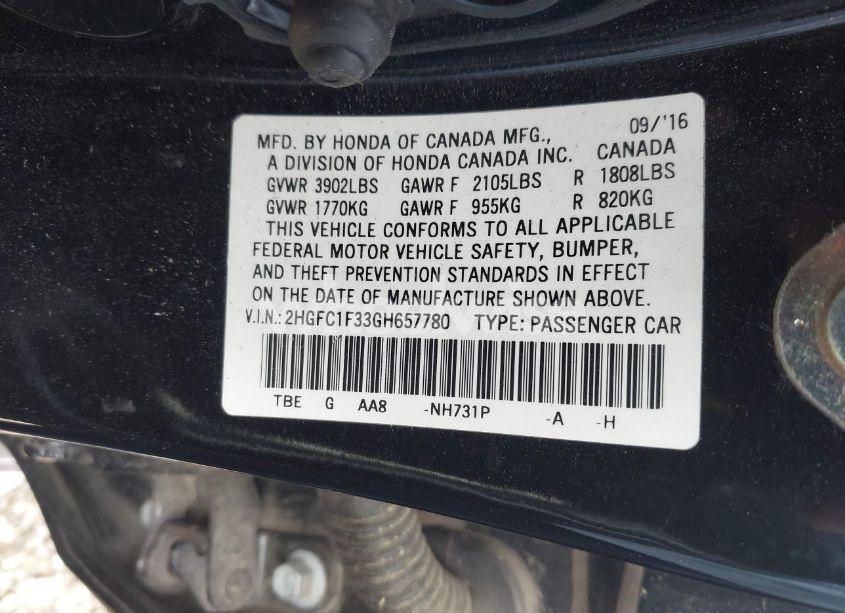 09/'16
MFD. BY HONDA OF CANADA MFG.,
A DIVISION OF HONDA CANADA INC. CANADA
GVWR 3902LBS GAWR F 2105LBS R 1808LBS
GVWR 1770KG GAWR F 955KG R 820KG
THIS VEHICLE CONFORMS TO ALL APPLICABLE
FEDERAL MOTOR VEHICLE SAFETY, BUMPER,
AND THEFT PREVENTION STANDARDS IN EFFECT
ON THE DATE OF MANUFACTURE SHOWN ABOVE.
V.I.N.: 2HGFC1F33GH657780 TYPE: PASSENGER CAR
TBE G AA8 -NH731P -A -H